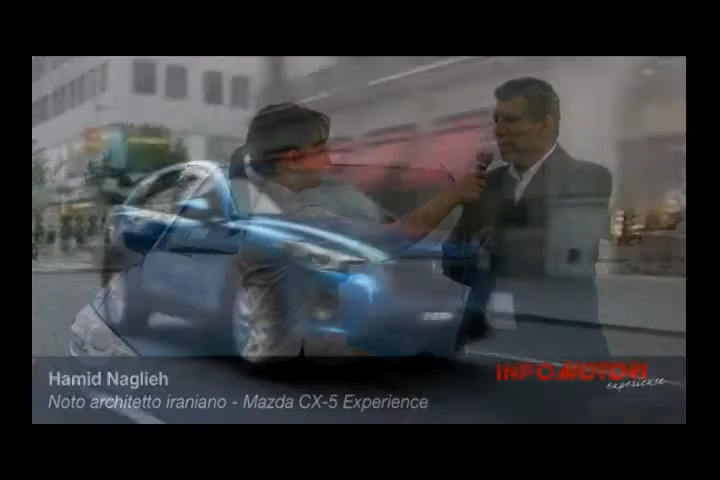 Hamid Naglieh
Noto architetto iraniano - Mazda CX-5 Experience
INFOMOTORI
experience